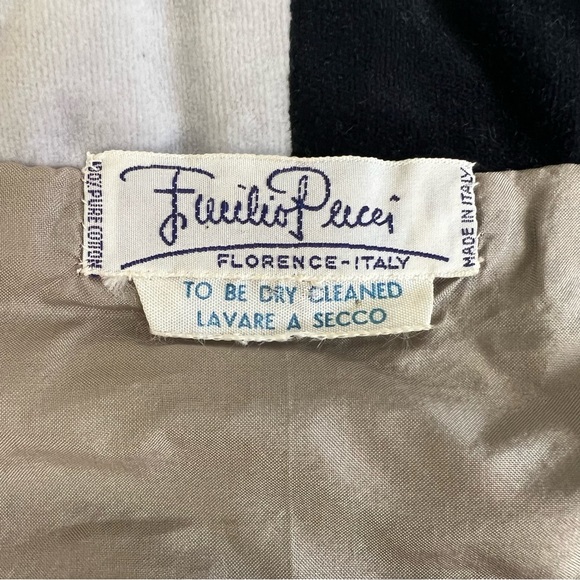 100% PURE COTTON
Emilio Pucci
FLORENCE-ITALY
MADE IN ITALY
TO BE DRY CLEANED
LAVARE A SECCO